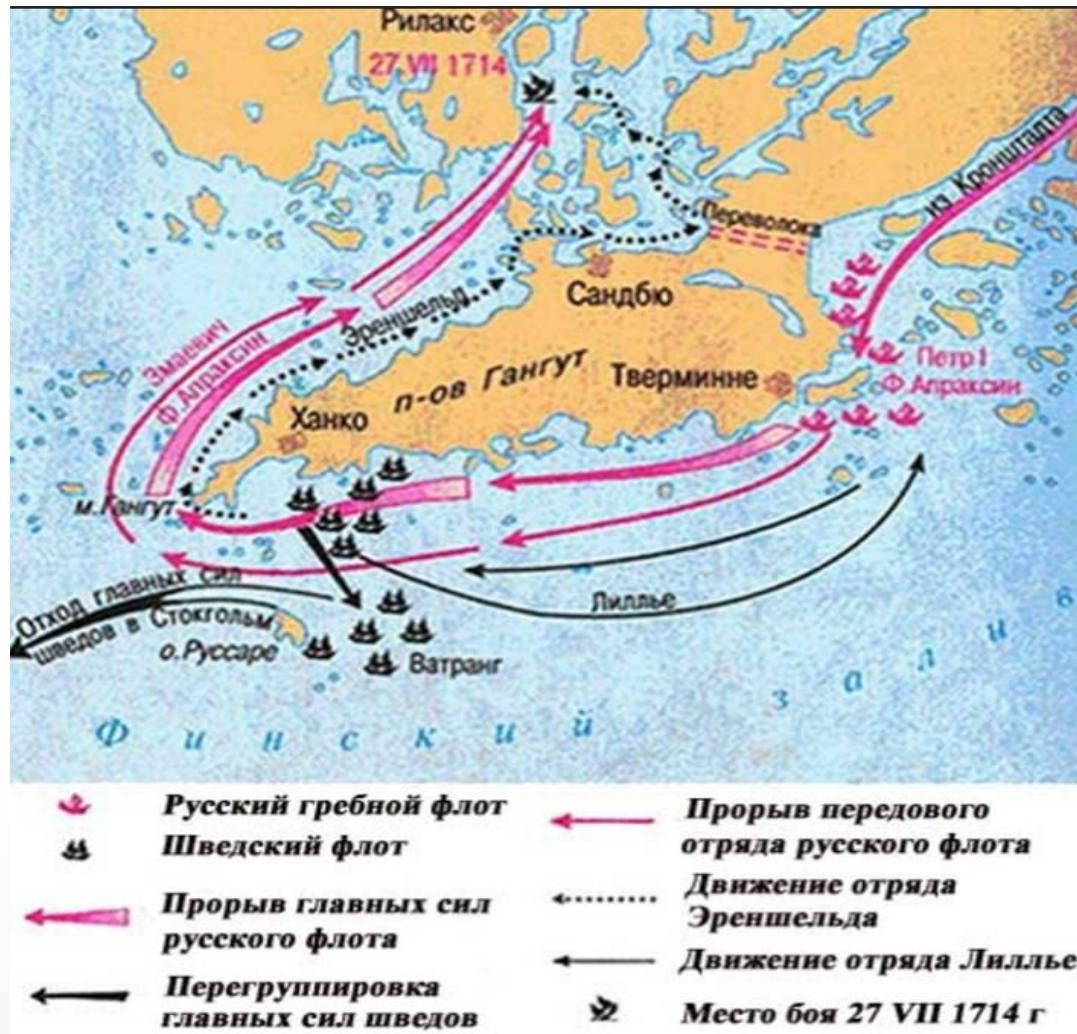 Рилакс
27 VII 1714
из Кронштадта
Переволока
Сандбю
Эреншельд
Змаевич
Ф. Апраксин
Петр I
Ф. Апраксин
п-ов Гангут
Тверминне
Ханко
м. Гангут
Отход главных сил
шведов в Стокгольм
Лиллье
о. Руссаре
Ватранг
Финский залив
Русский гребной флот
Шведский флот
Прорыв главных сил
русского флота
Перегруппировка
главных сил шведов
Прорыв передового
отряда русского флота
Движение отряда
Эреншельда
Движение отряда Лиллье
Место боя 27 VII 1714 г